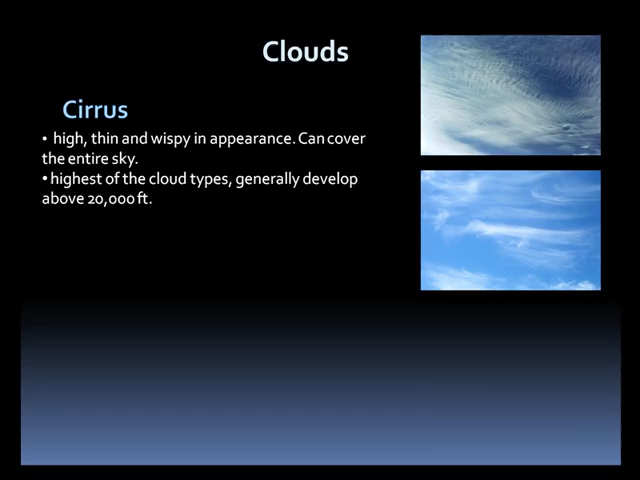 Clouds
Cirrus
• high, thin and wispy in appearance. Can cover
the entire sky.
• highest of the cloud types, generally develop
above 20,000 ft.